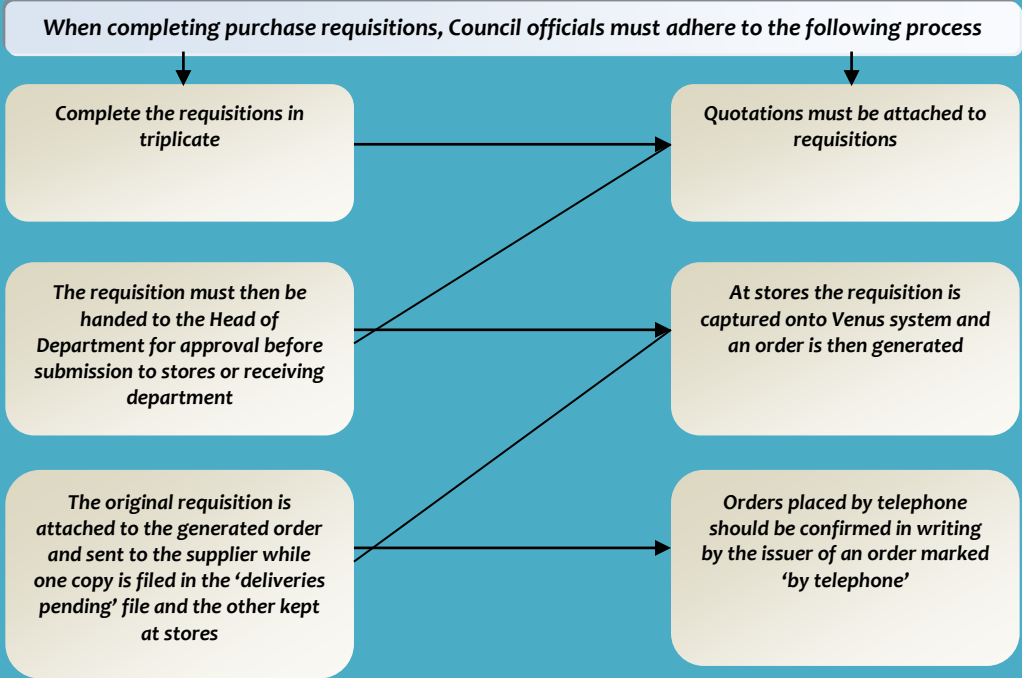 When completing purchase requisitions, Council officials must adhere to the following process
Complete the requisitions in
triplicate
Quotations must be attached to
requisitions
The requisition must then be
handed to the Head of
Department for approval before
submission to stores or receiving
department
At stores the requisition is
captured onto Venus system and
an order is then generated
The original requisition is
attached to the generated order
and sent to the supplier while
one copy is filed in the ‘deliveries
pending’ file and the other kept
at stores
Orders placed by telephone
should be confirmed in writing
by the issuer of an order marked
‘by telephone’